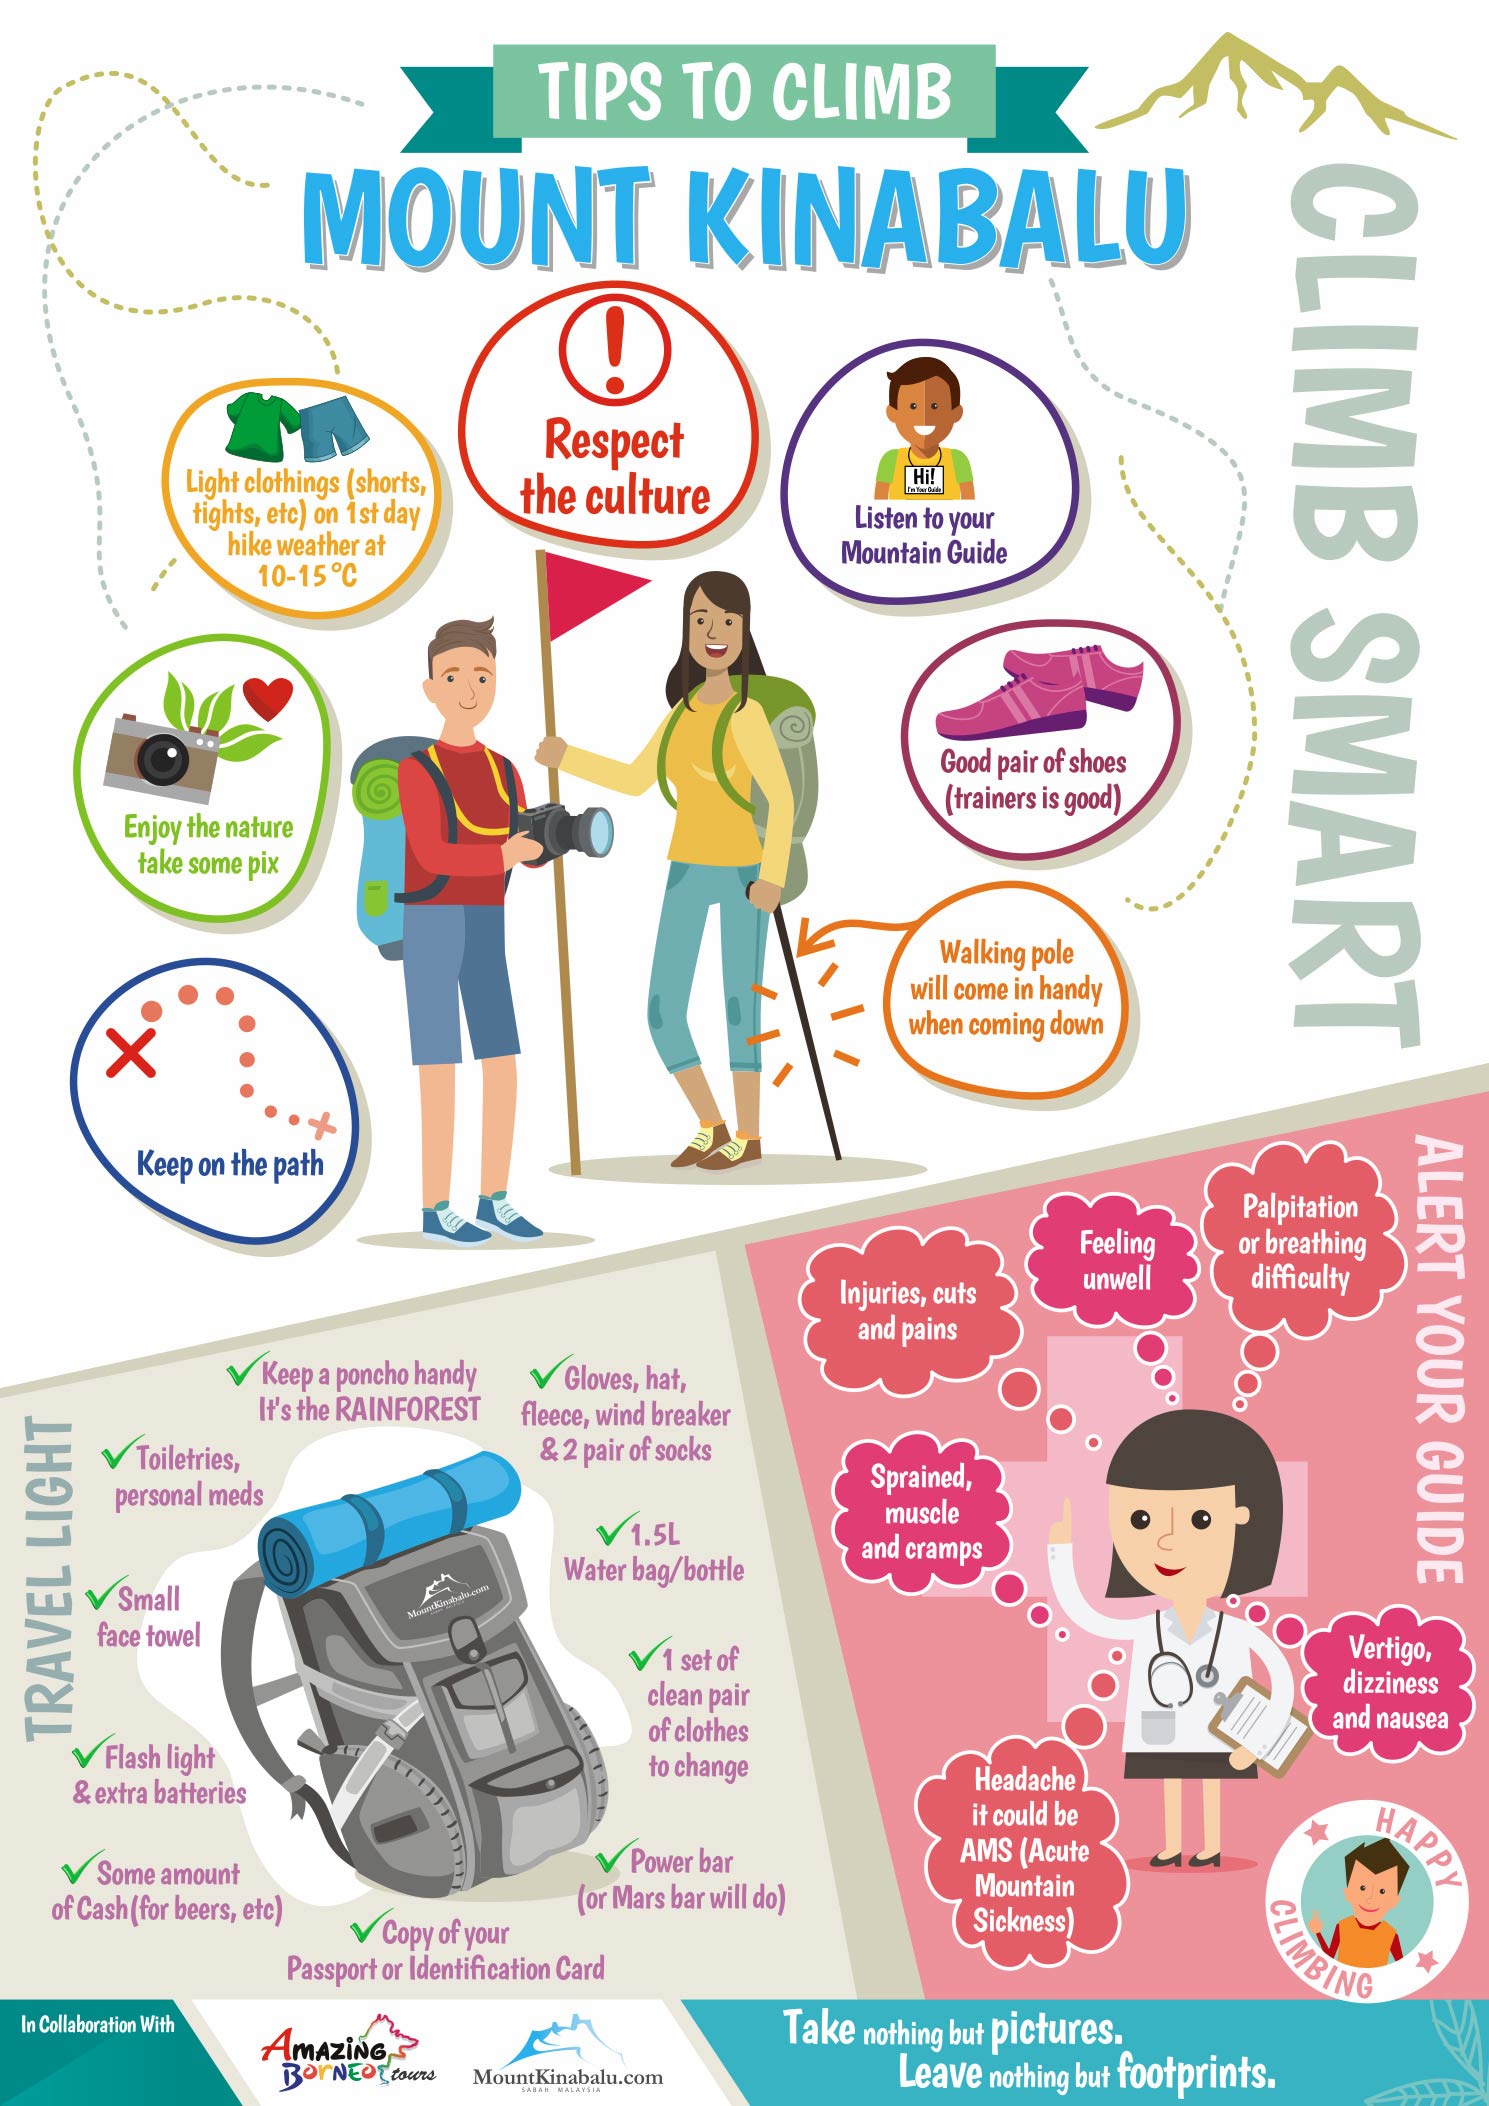 TIPS TO CLIMB
MOUNT KINABALU
CLIMB SMART
Respect
the culture
Light clothings (shorts,
tights, etc) on 1st day
hike weather at
10-15 °C
Hi!
I'm Your Guide
Listen to your
Mountain Guide
Enjoy the nature
take some pix
Good pair of shoes
(trainers is good)
Walking pole
will come in handy
when coming down
Keep on the path
TRAVEL LIGHT
Keep a poncho handy
It's the RAINFOREST
Gloves, hat,
fleece, wind breaker
& 2 pair of socks
Toiletries,
personal meds
1.5L
Water bag/bottle
Small
face towel
1 set of
clean pair
of clothes
to change
Flash light
& extra batteries
Some amount
of Cash(for beers, etc)
Power bar
(or Mars bar will do)
Copy of your
Passport or Identification Card
MountKinabalu.com
SABAH MALAYSIA
ALERT YOUR GUIDE
Injuries, cuts
and pains
Feeling
unwell
Palpitation
or breathing
difficulty
Sprained,
muscle
and cramps
Vertigo,
dizziness
and nausea
Headache
it could be
AMS (Acute
Mountain
Sickness)
HAPPY
CLIMBING
In Collaboration With
AMAZING
BORNEO tours
MountKinabalu.com
SABAH MALAYSIA
Take nothing but pictures.
Leave nothing but footprints.